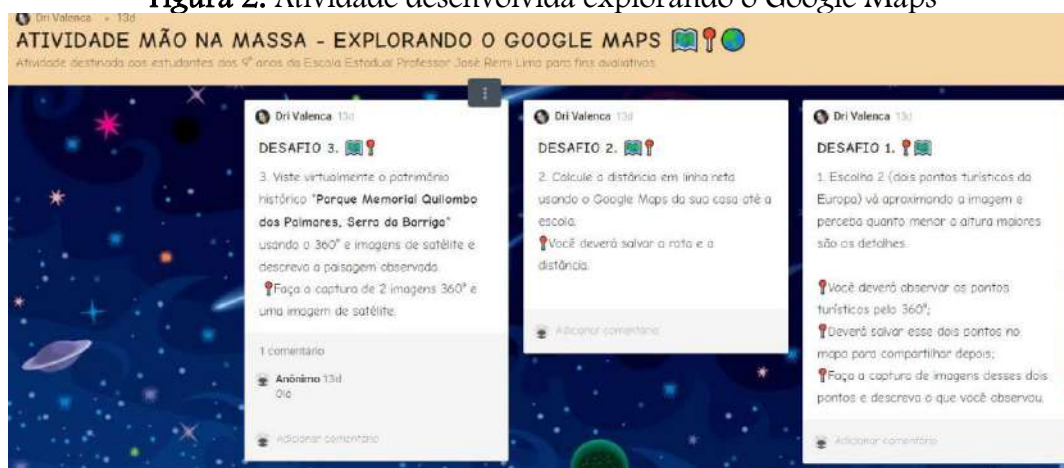 Figura 2. Atividade desenvolvida explorando o Google Maps
Dri Valenca • 13d
ATIVIDADE MÃO NA MASSA - EXPLORANDO O GOOGLE MAPS
Atividade destinada aos estudantes dos 9° anos da Escola Estadual Professor José Remi Lima para fins avaliativos.
Dri Valenca 13d
DESAFIO 3.
3. Viste virtualmente o patrimônio
histórico "Parque Memorial Quilombo
dos Palmares, Serra da Barriga"
usando o 360° e imagens de satélite e
descreva a paisagem observada.
Faça a captura de 2 imagens 360° e
uma imagem de satélite.
1 comentário
Anônimo 13d
Olá
Adicionar comentário
Dri Valenca 13d
DESAFIO 2.
2. Calcule a distância em linha reta
usando o Google Maps da sua casa até a
escola.
Você deverá salvar a rota e a
distância.
Adicionar comentário
Dri Valenca 13d
DESAFIO 1.
1. Escolha 2 (dois pontos turísticos da
Europa) vá aproximando a imagem e
perceba quanto menor a altura maiores
são os detalhes.
Você deverá observar os pontos
turísticos pelo 360°;
Deverá salvar esse dois pontos no
mapa para compartilhar depois;
Faça a captura de imagens desses dois
pontos e descreva o que você observou.
Adicionar comentário